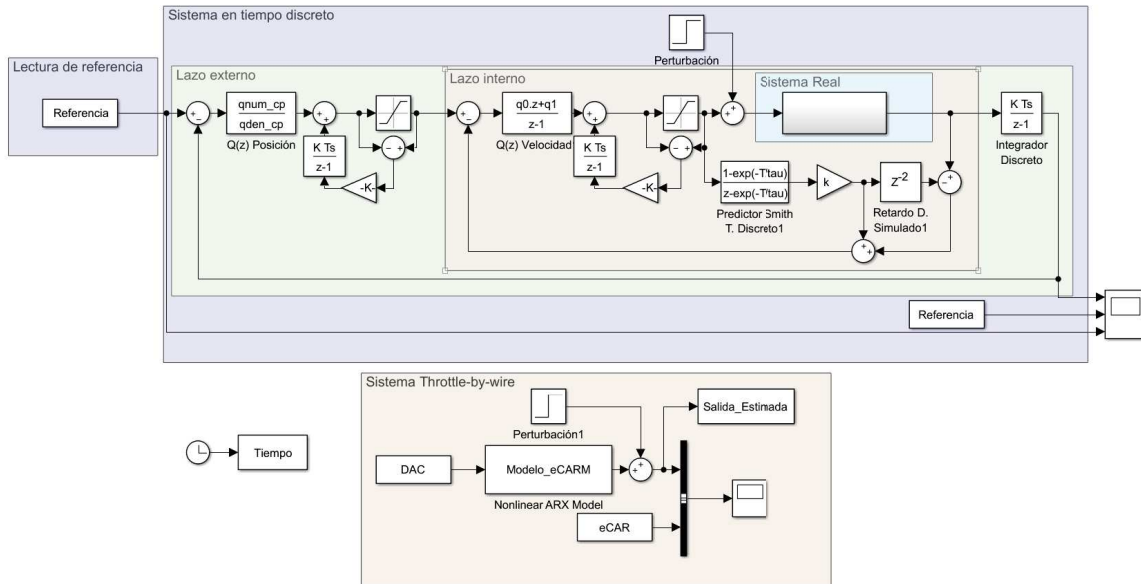 Sistema en tiempo discreto
Lectura de referencia
Referencia
Lazo externo
qnum_cp
qden_cp
Q(z) Posición
K Ts
z-1
-K-
Lazo interno
q0.z+q1
z-1
Q(z) Velocidad
K Ts
z-1
-K-
Perturbación
Sistema Real
1-exp(-T/tau)
z-exp(-T/tau)
Predictor Smith
T. Discreto1
k
Z-2
Retardo D.
Simulado1
K Ts
z-1
Integrador
Discreto
Referencia
Sistema Throttle-by-wire
Perturbación1
Salida_Estimada
Tiempo
DAC
Modelo_eCARM
Nonlinear ARX Model
eCAR